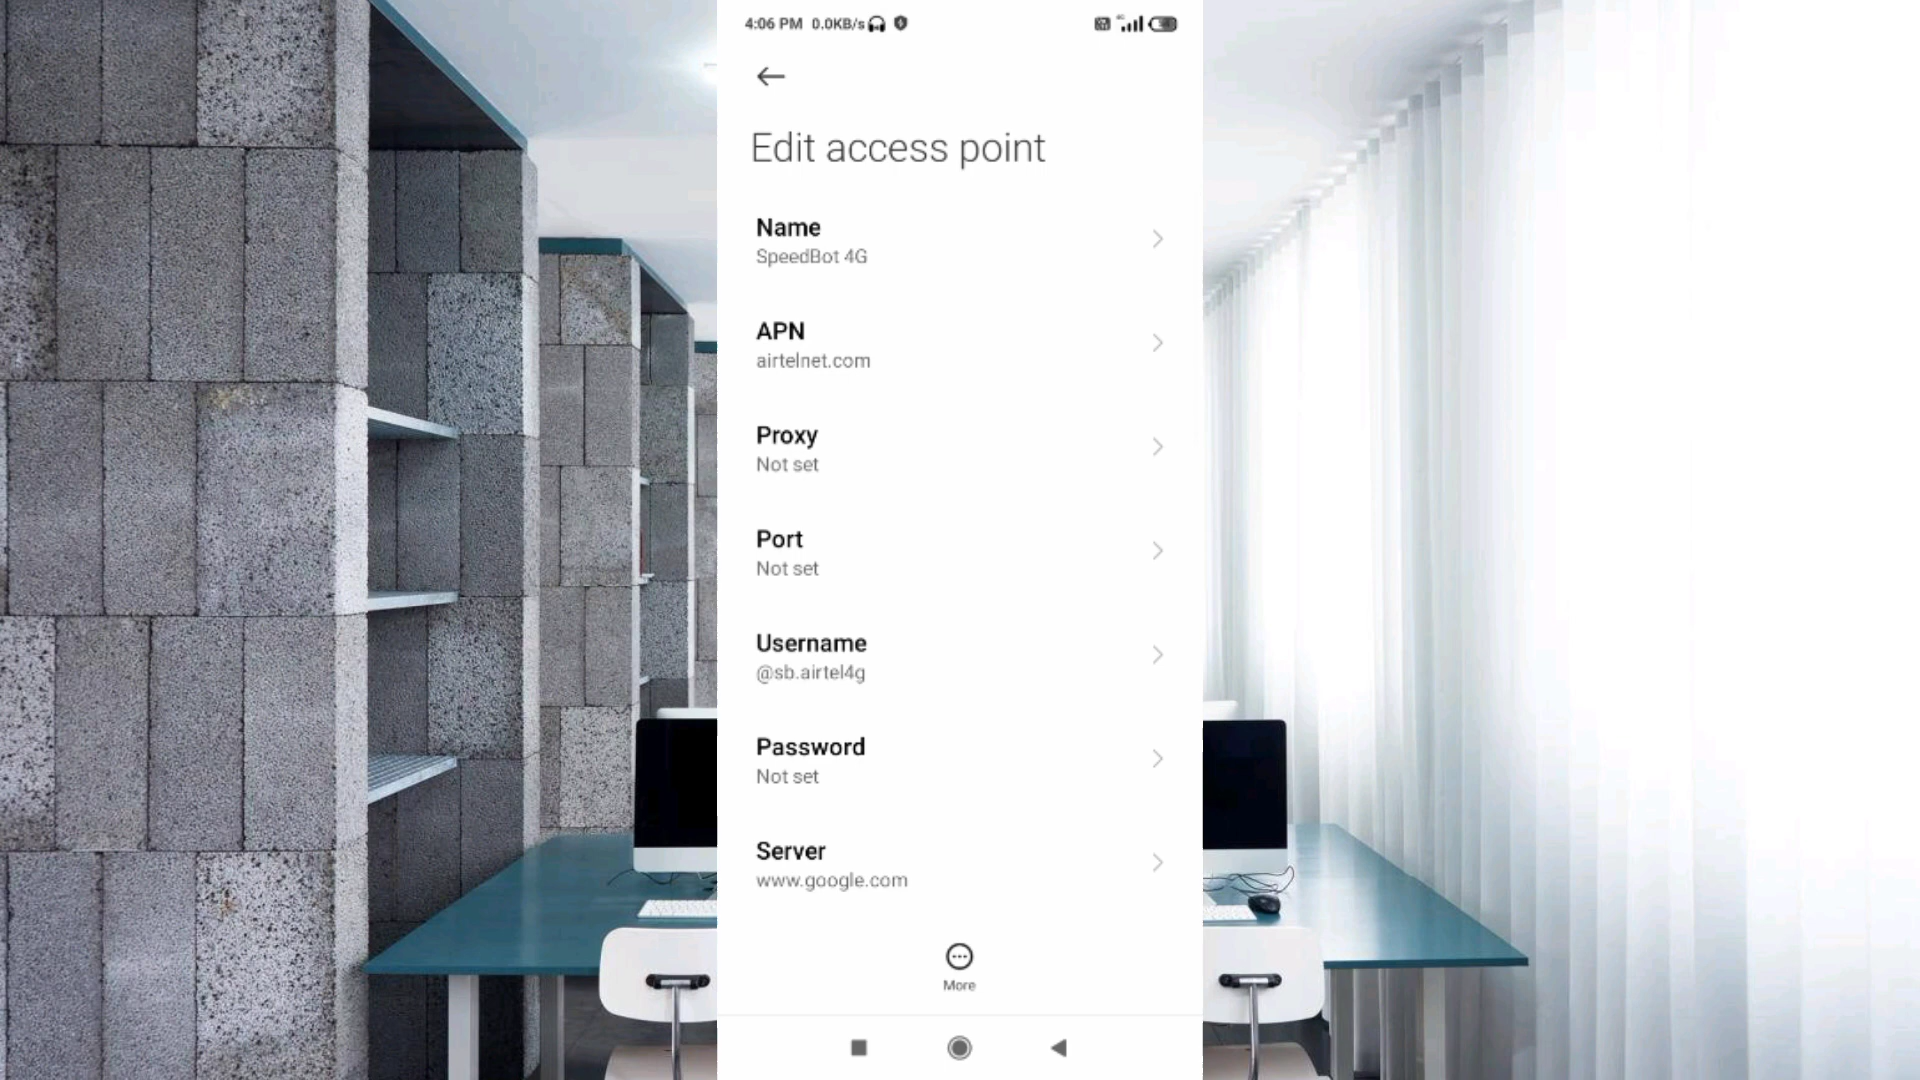 4:06 PM 0.0KB/s
4G
Edit access point
Name
SpeedBot 4G
APN
airtelnet.com
Proxy
Not set
Port
Not set
Username
@sb.airtel4g
Password
Not set
Server
www.google.com
More